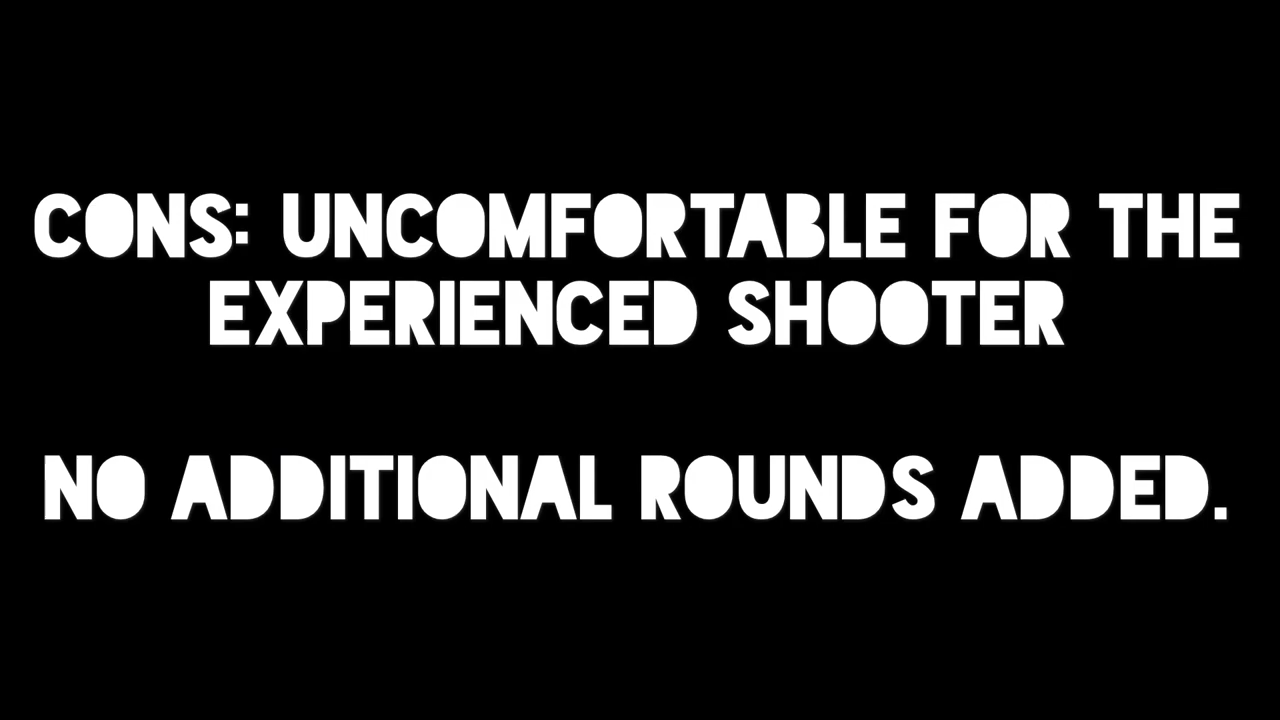 CONS: UNCOMFORTABLE FOR THE
EXPERIENCED SHOOTER
NO ADDITIONAL ROUNDS ADDED.